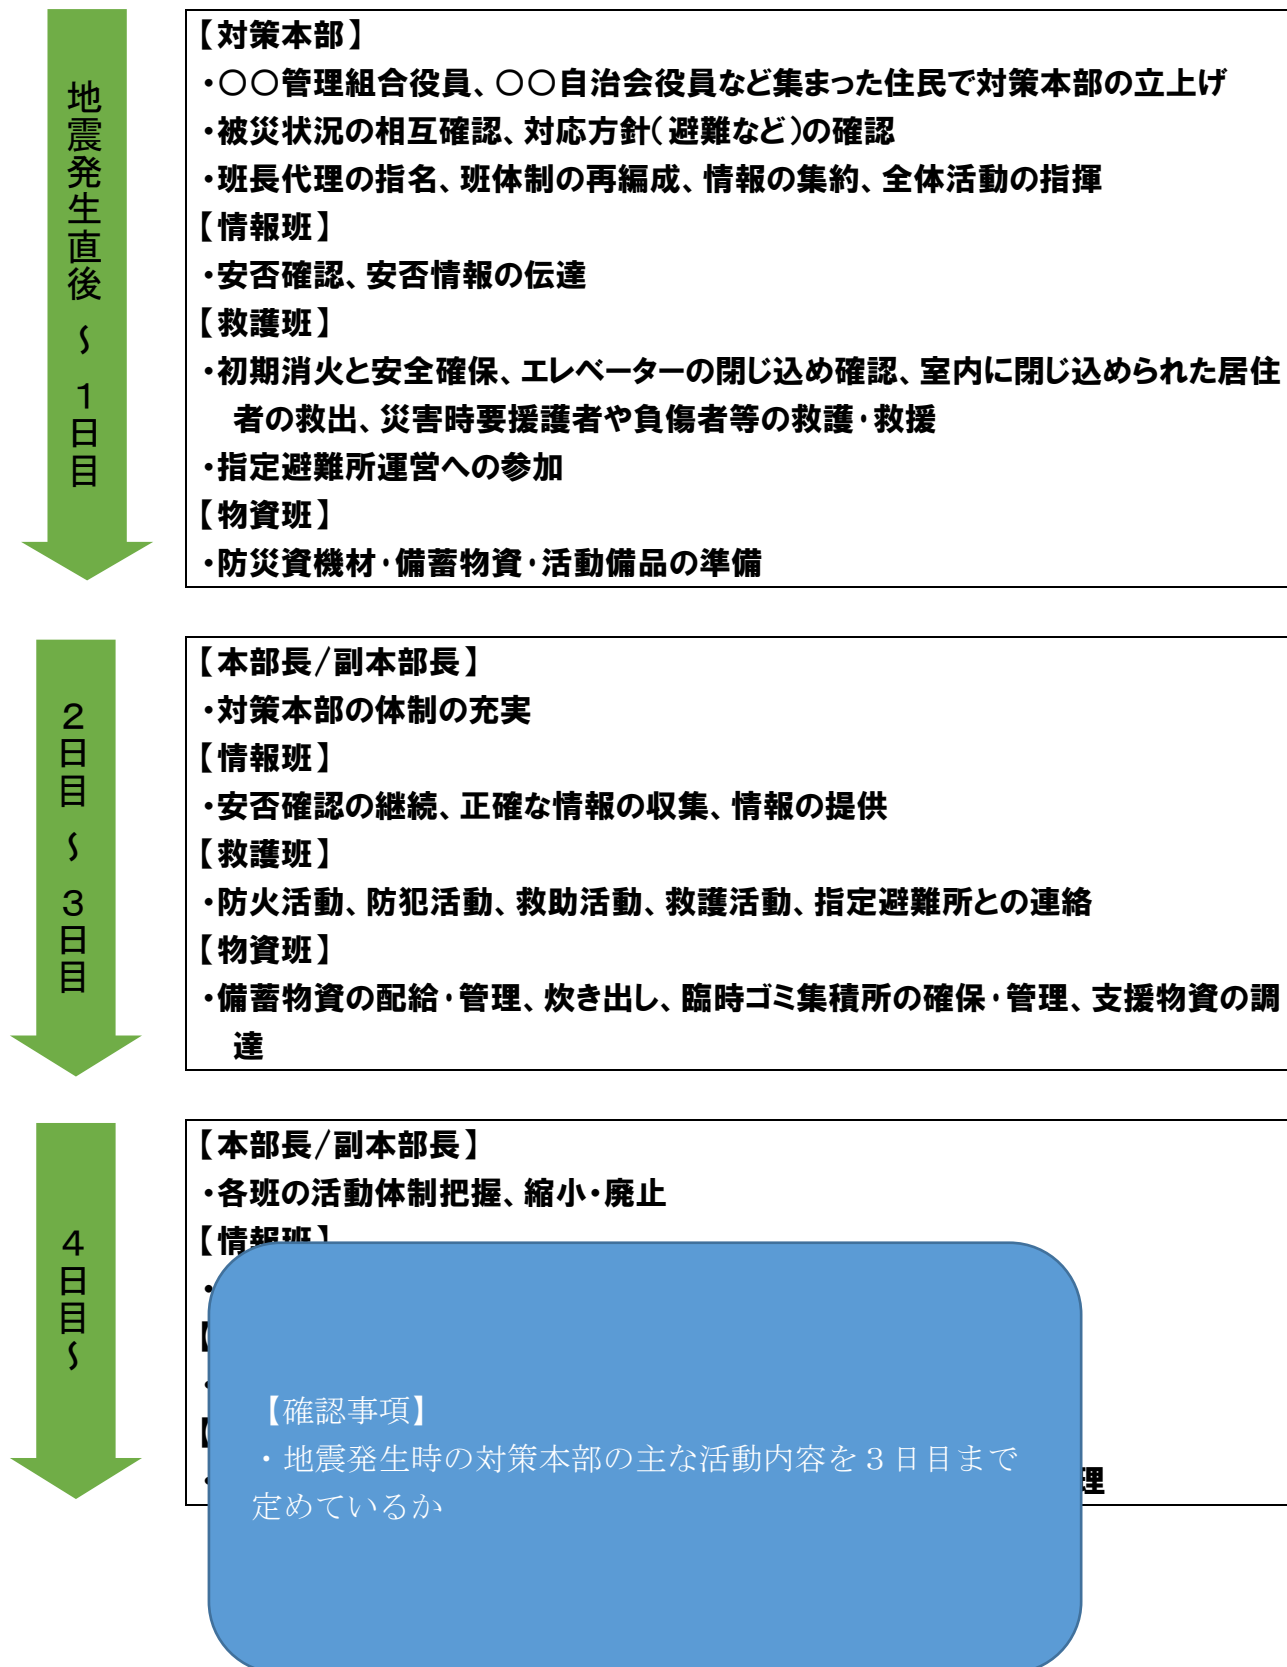 地震発生直後 ～ １日目
【対策本部】
・〇〇管理組合役員、〇〇自治会役員など集まった住民で対策本部の立上げ
・被災状況の相互確認、対応方針（避難など）の確認
・班長代理の指名、班体制の再編成、情報の集約、全体活動の指揮
【情報班】
・安否確認、安否情報の伝達
【救護班】
・初期消火と安全確保、エレベーターの閉じ込め確認、室内に閉じ込められた居住
者の救出、災害時要援護者や負傷者等の救護・救援
・指定避難所運営への参加
【物資班】
・防災資機材・備蓄物資・活動備品の準備
２日目 ～ ３日目
【本部長/副本部長】
・対策本部の体制の充実
【情報班】
・安否確認の継続、正確な情報の収集、情報の提供
【救護班】
・防火活動、防犯活動、救助活動、救護活動、指定避難所との連絡
【物資班】
・備蓄物資の配給・管理、炊き出し、臨時ゴミ集積所の確保・管理、支援物資の調
達
４日目～
【本部長/副本部長】
・各班の活動体制把握、縮小・廃止
【情報班】
理
【確認事項】
・地震発生時の対策本部の主な活動内容を３日目まで
定めているか